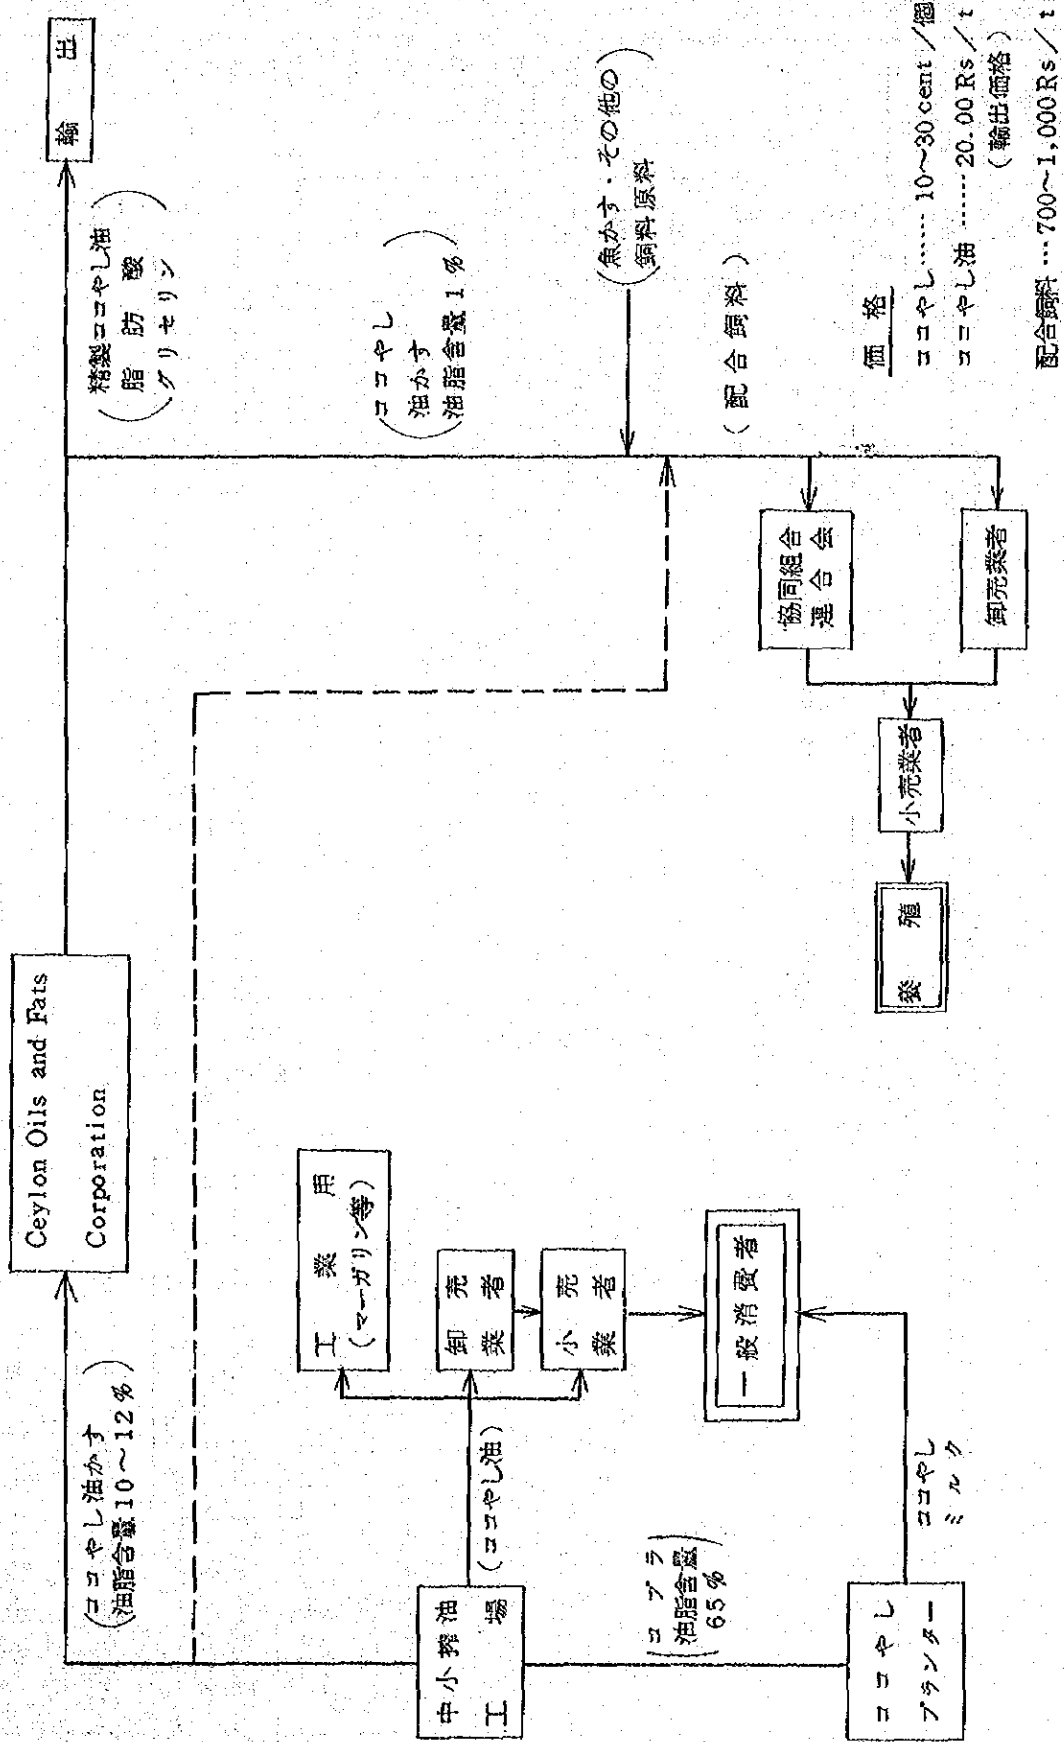 ココやし
プランター
ココやし
ミルク
(コプラ
油脂含量
65%)
中小搾油
工場
(ココやし油)
(ココやし油かす
油脂含量10～12%)
工業用
(マーガリン等)
卸売
業者
小売
業者
一般消費者
Ceylon Oils and Fats
Corporation
(精製ココやし油
脂肪酸
グリセリン)
輸出
(ココやし
油かす
油脂含量1%)
(魚かす・その他の
飼料原料)
(配合飼料)
協同組合
連合会
卸売業者
小売業者
養殖
価格
ココやし……10～30cent/個
ココやし油……20.00Rs/t
(輸出価格)
配合飼料…700～1,000Rs/t